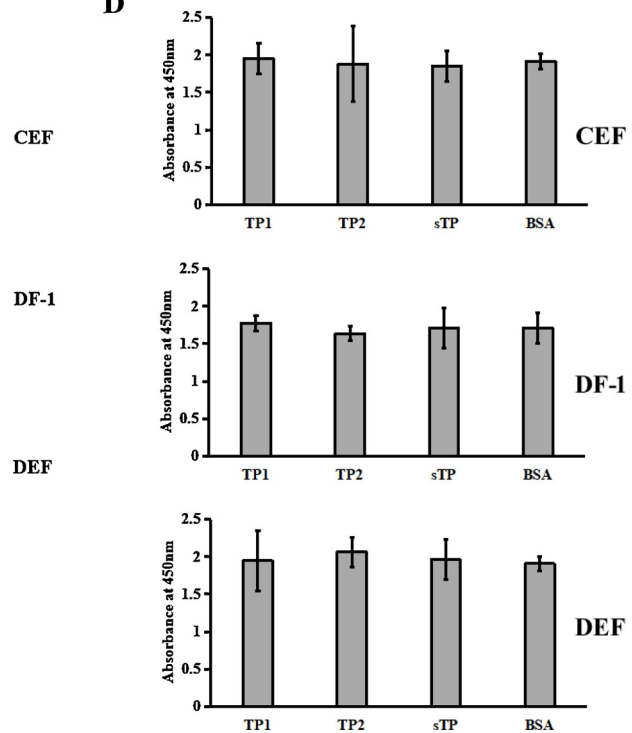 D
CEF
DF-1
DEF
Absorbance at 450nm
2.5
2
1.5
1
0.5
0
TP1 TP2 sTP BSA
CEF
Absorbance at 450nm
2.5
2
1.5
1
0.5
0
TP1 TP2 sTP BSA
DF-1
Absorbance at 450nm
2.5
2
1.5
1
0.5
0
TP1 TP2 sTP BSA
DEF